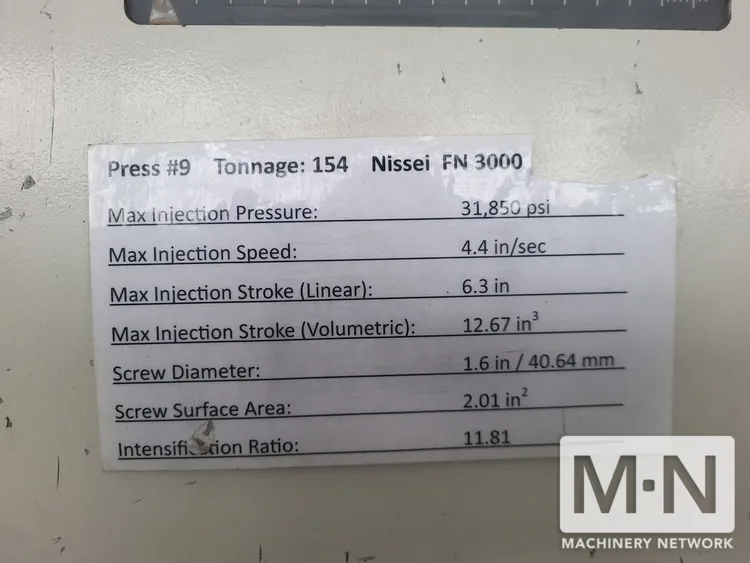 Press #9 Tonnage: 154 Nissei FN 3000
Max Injection Pressure: 31,850 psi
Max Injection Speed: 4.4 in/sec
Max Injection Stroke (Linear): 6.3 in
Max Injection Stroke (Volumetric): 12.67 in³
Screw Diameter: 1.6 in / 40.64 mm
Screw Surface Area: 2.01 in²
Intensification Ratio: 11.81
M·N
MACHINERY NETWORK